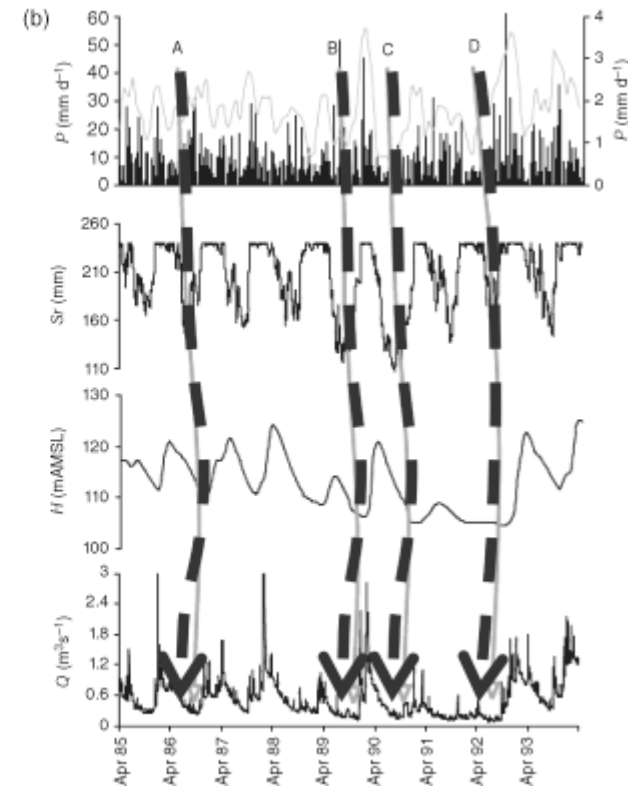 (b)
A B C D
60 4
50
40 3
30 2
20
10 1
0 0
P (mm d⁻¹)
P (mm d⁻¹)
260
210
160
110
Sr (mm)
130
120
110
100
H (mAMSL)
3
2.4
1.8
1.2
0.6
0
Q (m³s⁻¹)
Apr 85
Apr 86
Apr 87
Apr 88
Apr 89
Apr 90
Apr 91
Apr 92
Apr 93